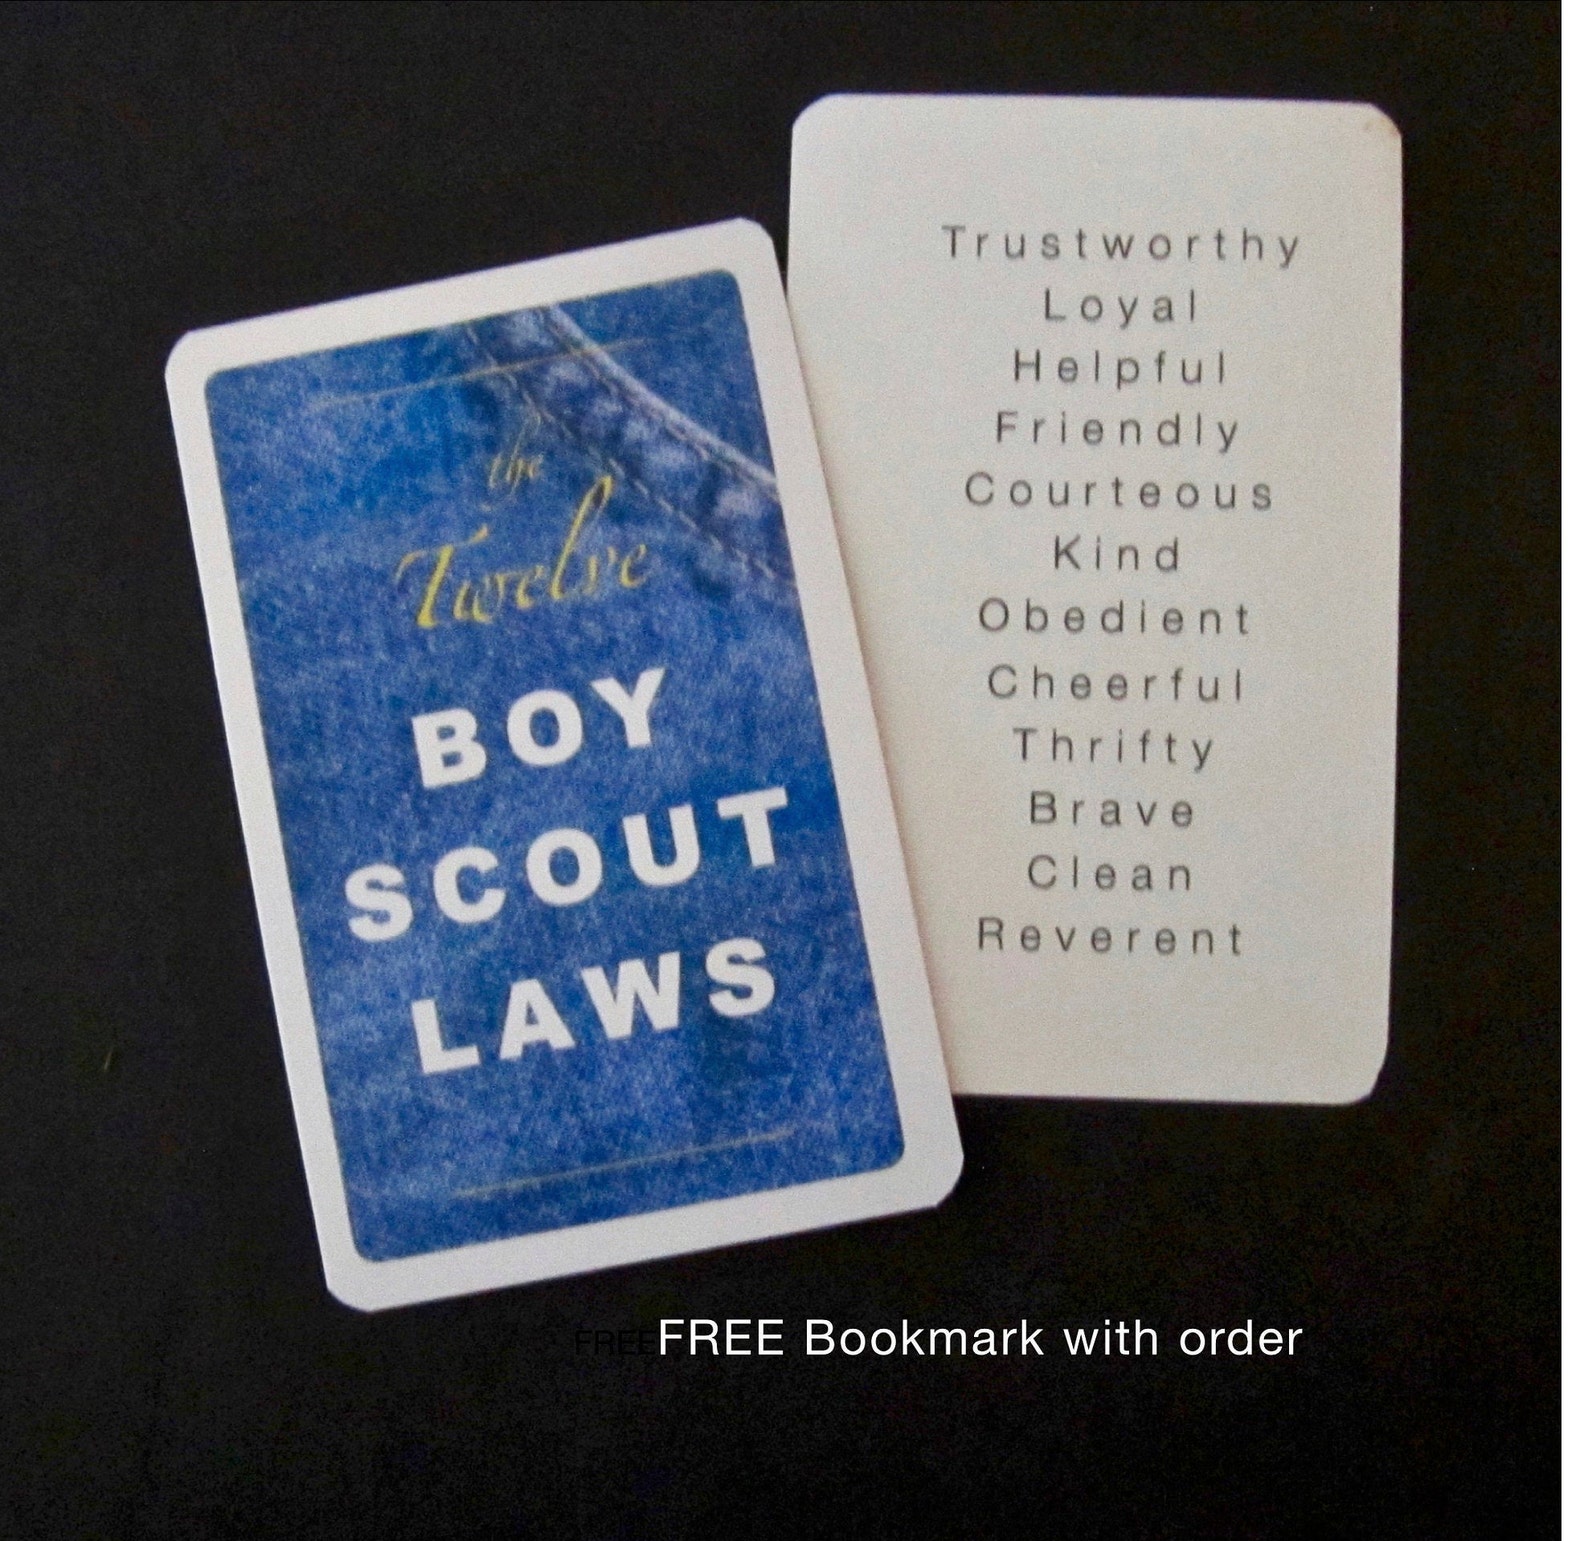 the
Twelve
BOY
SCOUT
LAWS
Trustworthy
Loyal
Helpful
Friendly
Courteous
Kind
Obedient
Cheerful
Thrifty
Brave
Clean
Reverent
FREEFREE Bookmark with order